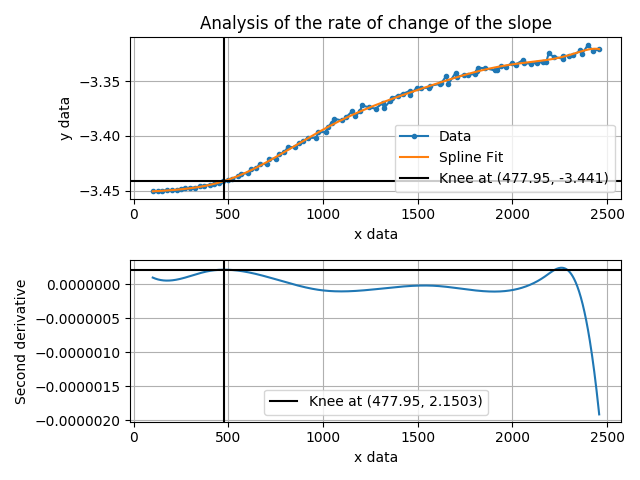 Analysis of the rate of change of the slope
y data
−3.35
−3.40
−3.45
Data
Spline Fit
Knee at (477.95, -3.441)
0 500 1000 1500 2000 2500
x data
Second derivative
0.0000000
−0.0000005
−0.0000010
−0.0000015
−0.0000020
Knee at (477.95, 2.1503)
0 500 1000 1500 2000 2500
x data